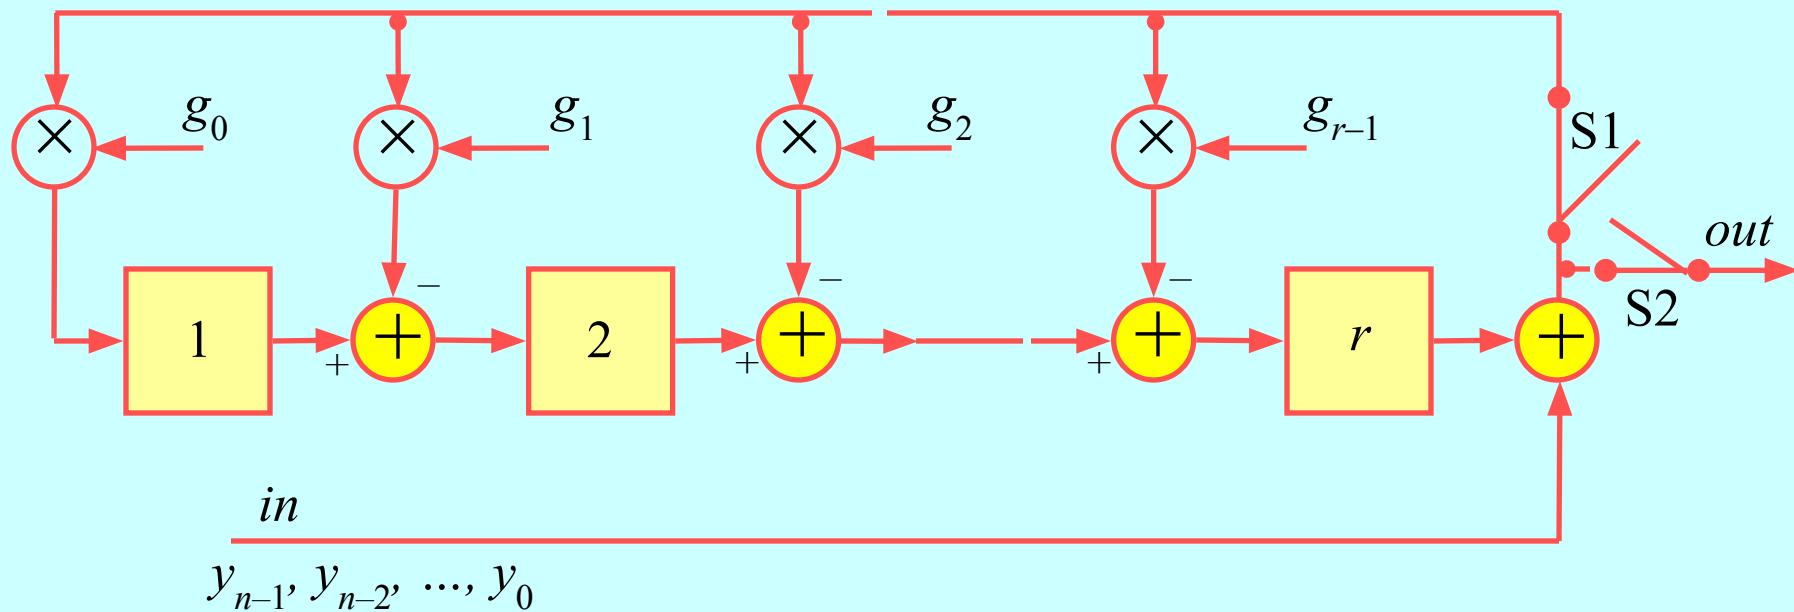 × g₀ × g₁ × g₂ × gᵣ₋₁
S1
out
S2
− − −
1 + 2 + + r +
+ + +
in
yₙ₋₁, yₙ₋₂, ..., y₀